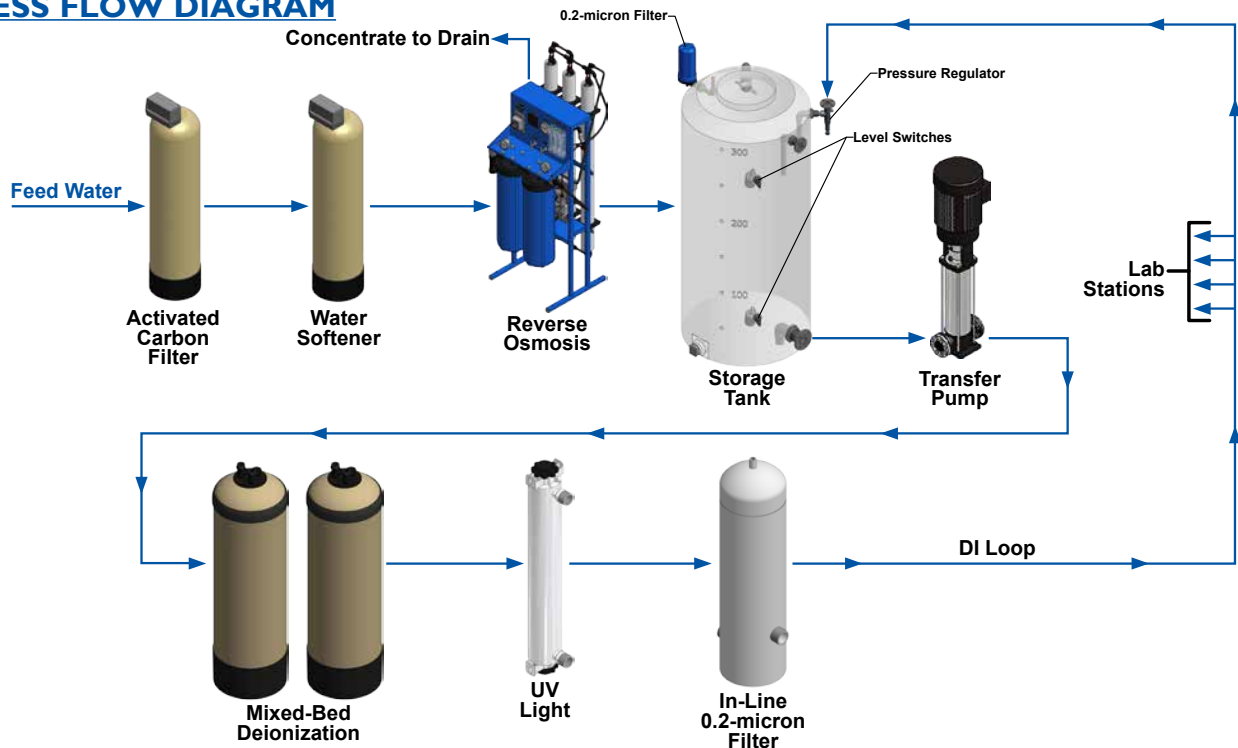 ESS FLOW DIAGRAM
0.2-micron Filter
Concentrate to Drain
Pressure Regulator
Level Switches
300
200
100
Feed Water
Activated
Carbon
Filter
Water
Softener
Reverse
Osmosis
Storage
Tank
Transfer
Pump
Lab
Stations
DI Loop
Mixed-Bed
Deionization
UV
Light
In-Line
0.2-micron
Filter